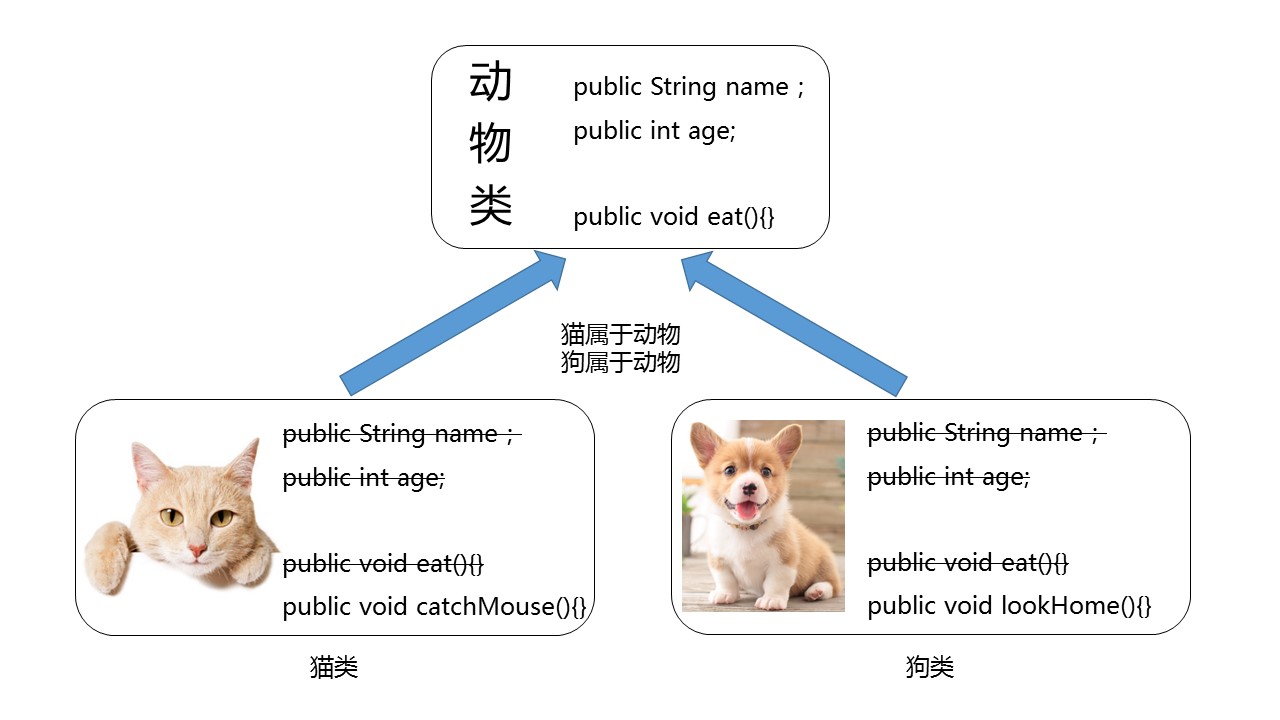 动
物
类
public String name ;
public int age;
public void eat(){}
猫属于动物
狗属于动物
public String name ;
public int age;
public void eat(){}
public void catchMouse(){}
猫类
public String name ;
public int age;
public void eat(){}
public void lookHome(){}
狗类